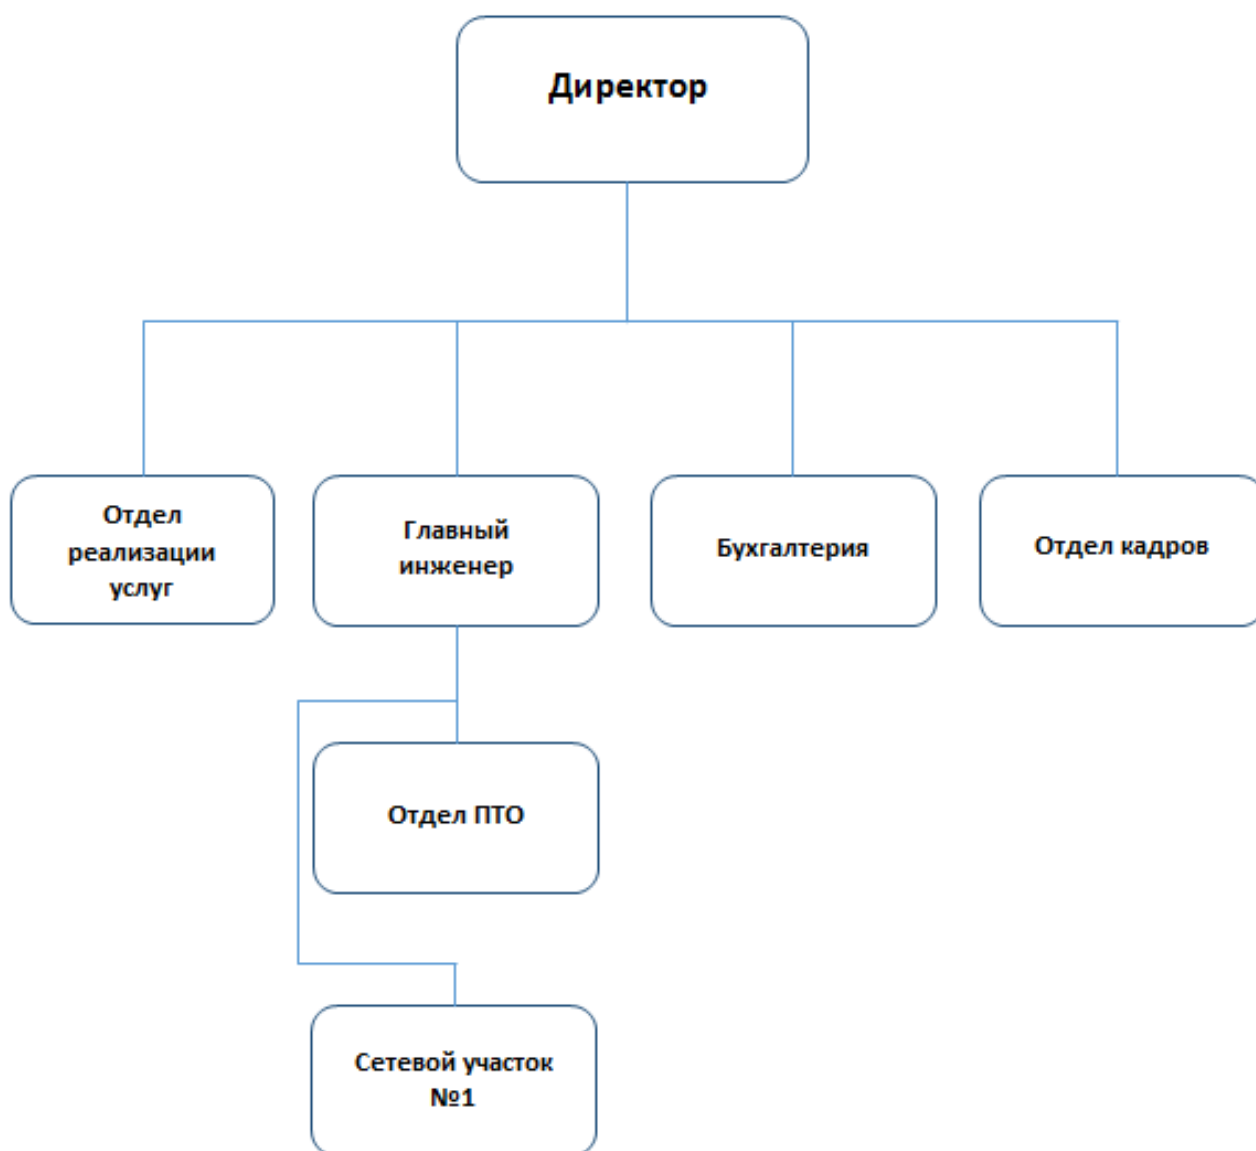 Директор
Отдел
реализации
услуг
Главный
инженер
Бухгалтерия
Отдел кадров
Отдел ПТО
Сетевой участок
№1